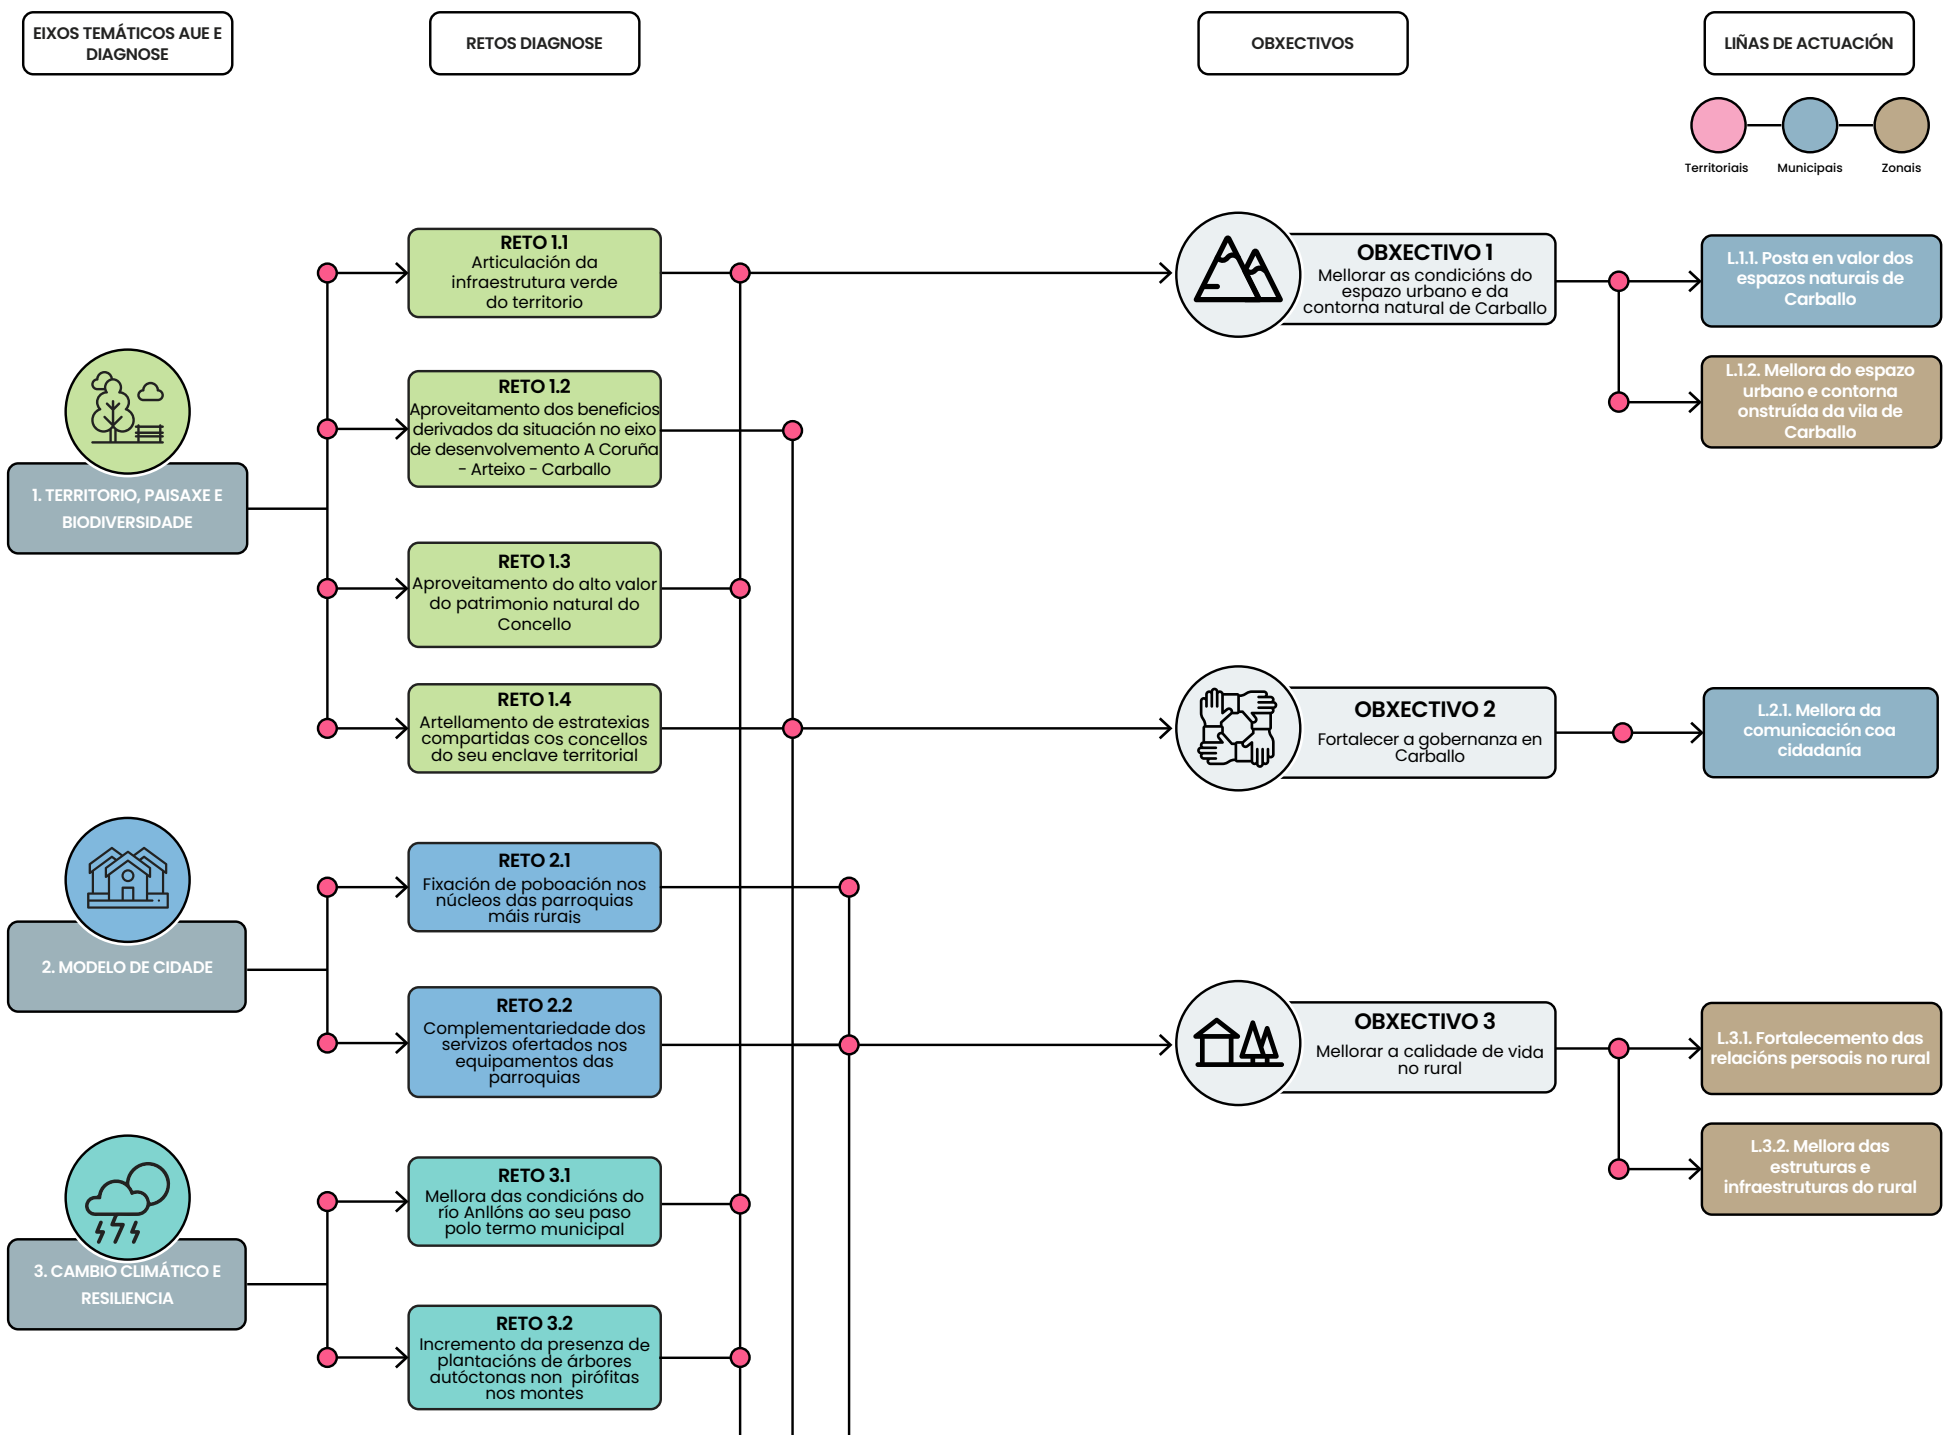 EIXOS TEMÁTICOS AUE E
DIAGNOSE
RETOS DIAGNOSE
OBXECTIVOS
LIÑAS DE ACTUACIÓN
Territoriais
Municipais
Zonais
1. TERRITORIO, PAISAXE E
BIODIVERSIDADE
RETO 1.1
Articulación da
infraestrutura verde
do territorio
RETO 1.2
Aproveitamento dos beneficios
derivados da situación no eixo
de desenvolvemento A Coruña
- Arteixo - Carballo
RETO 1.3
Aproveitamento do alto valor
do patrimonio natural do
Concello
RETO 1.4
Artellamento de estratexias
compartidas cos concellos
do seu enclave territorial
OBXECTIVO 1
Mellorar as condicións do
espazo urbano e da
contorna natural de Carballo
L.1.1. Posta en valor dos
espazos naturais de
Carballo
L.1.2. Mellora do espazo
urbano e contorna
onstruída da vila de
Carballo
OBXECTIVO 2
Fortalecer a gobernanza en
Carballo
L.2.1. Mellora da
comunicación coa
cidadanía
2. MODELO DE CIDADE
RETO 2.1
Fixación de poboación nos
núcleos das parroquias
máis rurais
RETO 2.2
Complementariedade dos
servizos ofertados nos
equipamentos das
parroquias
OBXECTIVO 3
Mellorar a calidade de vida
no rural
L.3.1. Fortalecemento das
relacións persoais no rural
L.3.2. Mellora das
estruturas e
infraestruturas do rural
3. CAMBIO CLIMÁTICO E
RESILIENCIA
RETO 3.1
Mellora das condicións do
río Anllóns ao seu paso
polo termo municipal
RETO 3.2
Incremento da presenza de
plantacións de árbores
autóctonas non pirófitas
nos montes